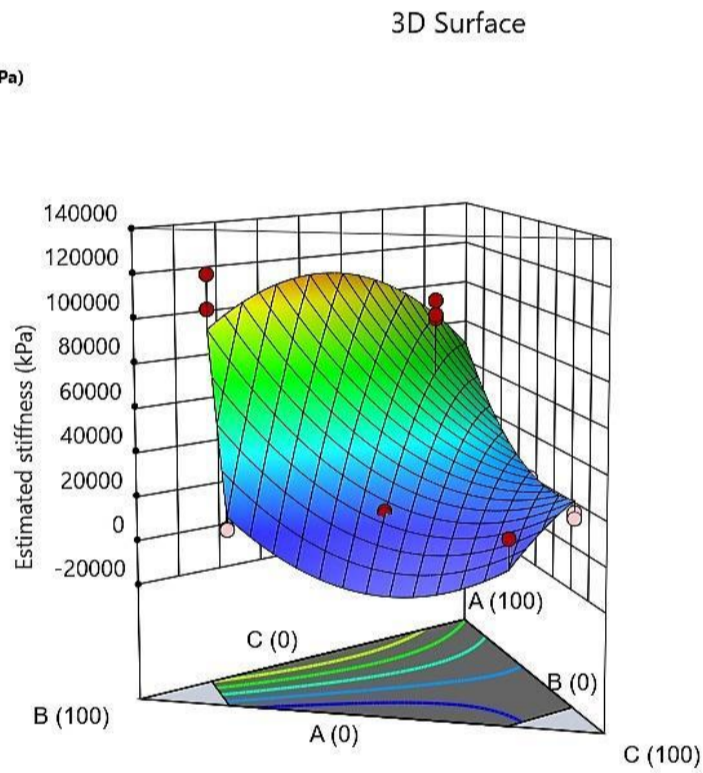 3D Surface
Pa)
140000
120000
100000
80000
60000
40000
20000
0
-20000
Estimated stiffness (kPa)
A (100)
C (0)
B (0)
B (100)
A (0)
C (100)